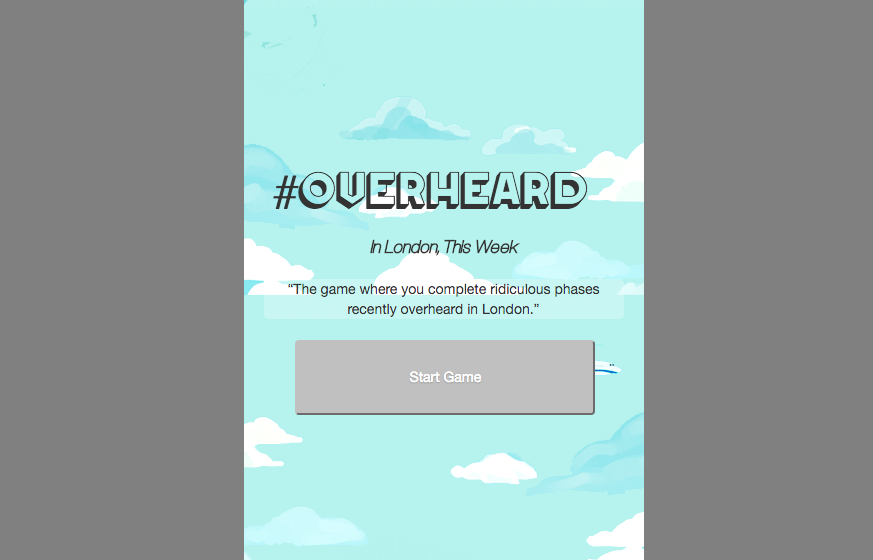 #OVERHEARD
In London, This Week
“The game where you complete ridiculous phases
recently overheard in London.”
Start Game